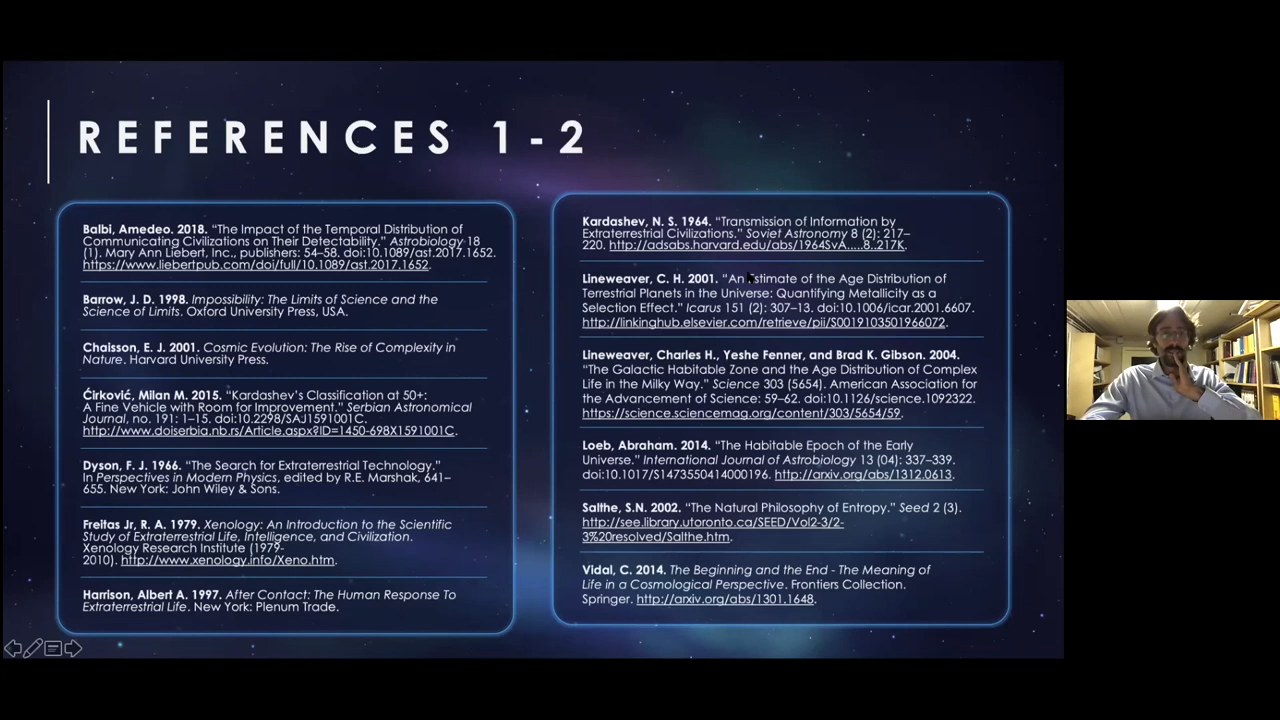 REFERENCES 1-2
Balbi, Amedeo. 2018. “The Impact of the Temporal Distribution of
Communicating Civilizations on Their Detectability.” Astrobiology 18
(1). Mary Ann Liebert, Inc., publishers: 54–58. doi:10.1089/ast.2017.1652.
https://www.liebertpub.com/doi/full/10.1089/ast.2017.1652.
Barrow, J. D. 1998. Impossibility: The Limits of Science and the
Science of Limits. Oxford University Press, USA.
Chaisson, E. J. 2001. Cosmic Evolution: The Rise of Complexity in
Nature. Harvard University Press.
Ćirković, Milan M. 2015. “Kardashev’s Classification at 50+:
A Fine Vehicle with Room for Improvement.” Serbian Astronomical
Journal, no. 191: 1–15. doi:10.2298/SAJ1591001C.
http://www.doiserbia.nb.rs/Article.aspx?ID=1450-698X1591001C.
Dyson, F. J. 1966. “The Search for Extraterrestrial Technology.”
In Perspectives in Modern Physics, edited by R.E. Marshak, 641–
655. New York: John Wiley & Sons.
Freitas Jr, R. A. 1979. Xenology: An Introduction to the Scientific
Study of Extraterrestrial Life, Intelligence, and Civilization.
Xenology Research Institute (1979-
2010). http://www.xenology.info/Xeno.htm.
Harrison, Albert A. 1997. After Contact: The Human Response To
Extraterrestrial Life. New York: Plenum Trade.
Kardashev, N. S. 1964. “Transmission of Information by
Extraterrestrial Civilizations.” Soviet Astronomy 8 (2): 217–
220. http://adsabs.harvard.edu/abs/1964SvA.....8..217K.
Lineweaver, C. H. 2001. “An Estimate of the Age Distribution of
Terrestrial Planets in the Universe: Quantifying Metallicity as a
Selection Effect.” Icarus 151 (2): 307–13. doi:10.1006/icar.2001.6607.
http://linkinghub.elsevier.com/retrieve/pii/S0019103501966072.
Lineweaver, Charles H., Yeshe Fenner, and Brad K. Gibson. 2004.
“The Galactic Habitable Zone and the Age Distribution of Complex
Life in the Milky Way.” Science 303 (5654). American Association for
the Advancement of Science: 59–62. doi:10.1126/science.1092322.
https://science.sciencemag.org/content/303/5654/59.
Loeb, Abraham. 2014. “The Habitable Epoch of the Early
Universe.” International Journal of Astrobiology 13 (04): 337–339.
doi:10.1017/S1473550414000196. http://arxiv.org/abs/1312.0613.
Salthe, S.N. 2002. “The Natural Philosophy of Entropy.” Seed 2 (3).
http://see.library.utoronto.ca/SEED/Vol2-3/2-
3%20resolved/Salthe.htm.
Vidal, C. 2014. The Beginning and the End - The Meaning of
Life in a Cosmological Perspective. Frontiers Collection.
Springer. http://arxiv.org/abs/1301.1648.